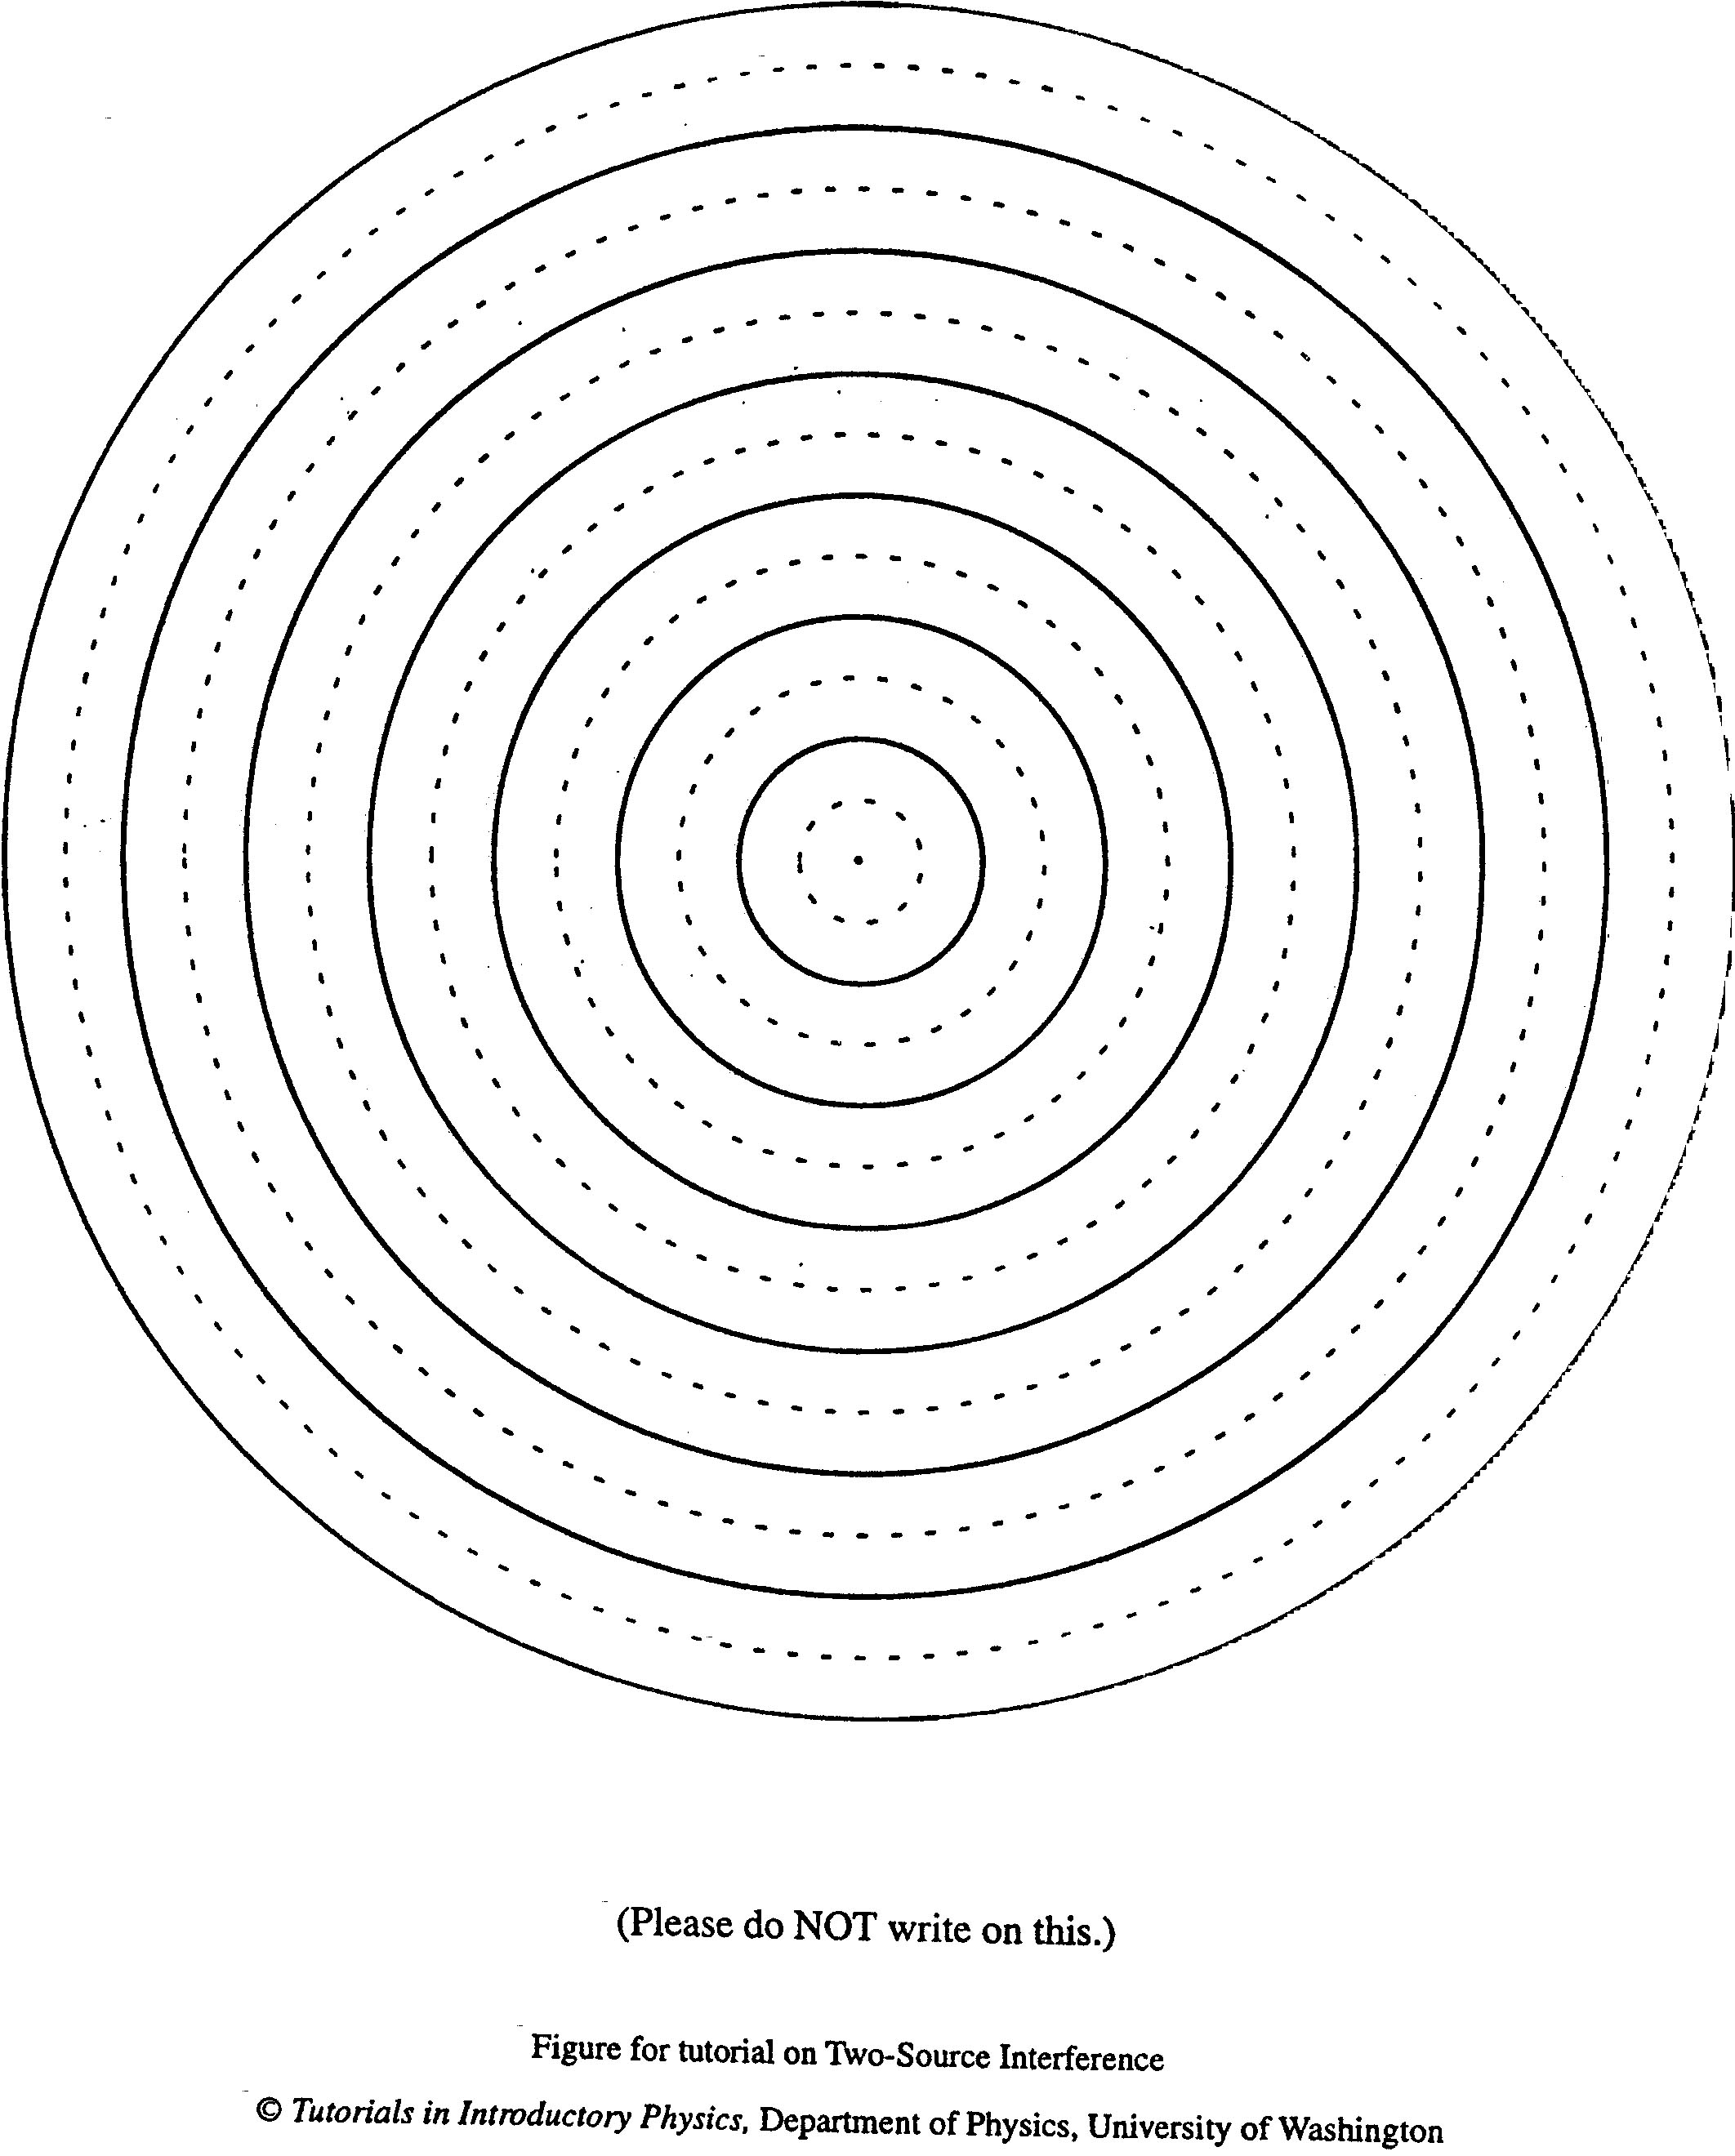 (Please do NOT write on this.)
Figure for tutorial on Two-Source Interference
© Tutorials in Introductory Physics, Department of Physics, University of Washington